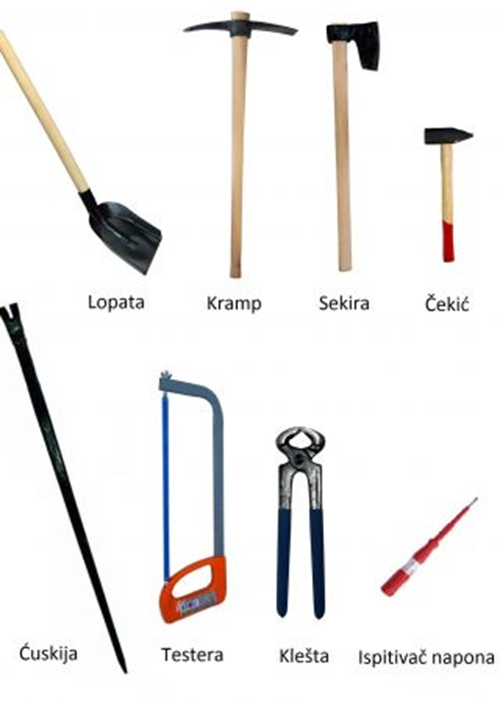 Lopata
Kramp
Sekira
Čekić
Ćuskija
Testera
Klešta
Ispitivač napona